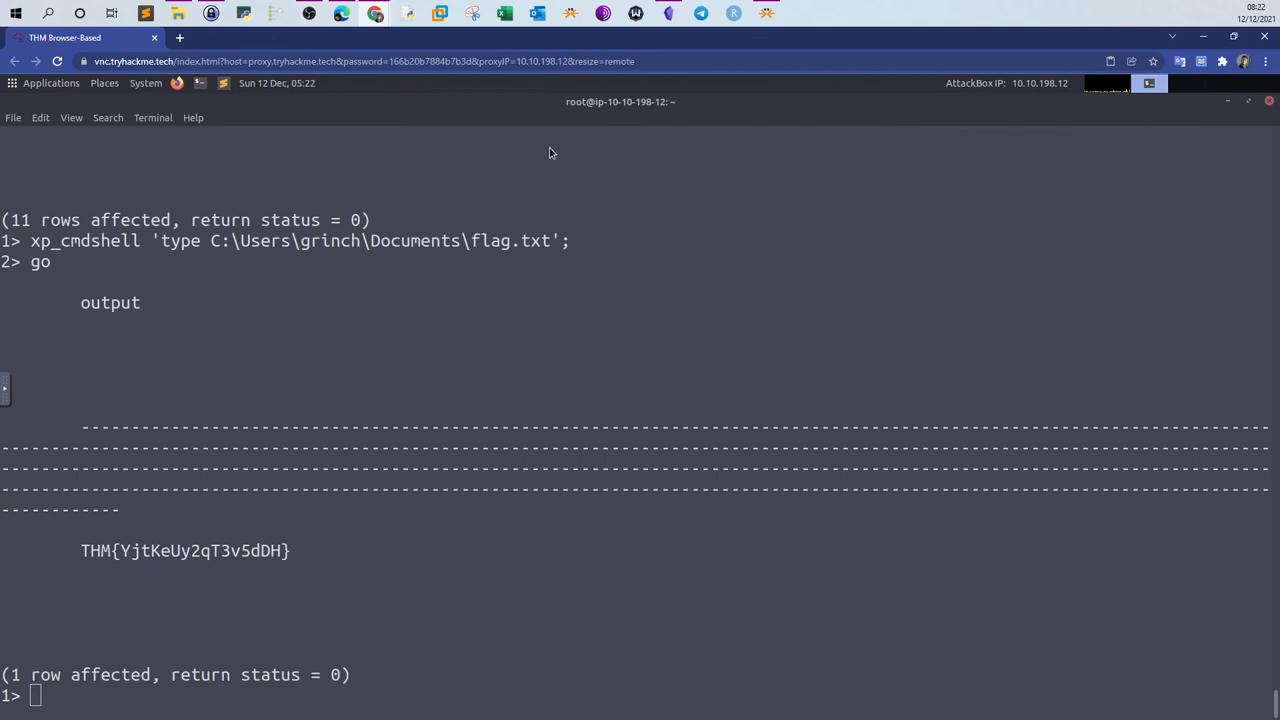 08:22
12/12/2021
THM Browser-Based
vnc.tryhackme.tech/index.html?host=proxy.tryhackme.tech&password=166b20b7884b7b3d&proxyIP=10.10.198.12&resize=remote
Applications Places System Sun 12 Dec, 05:22 AttackBox IP: 10.10.198.12
root@ip-10-10-198-12: ~
File Edit View Search Terminal Help
(11 rows affected, return status = 0)
1> xp_cmdshell 'type C:\Users\grinch\Documents\flag.txt';
2> go
output
THM{YjtKeUy2qT3v5dDH}
(1 row affected, return status = 0)
1>